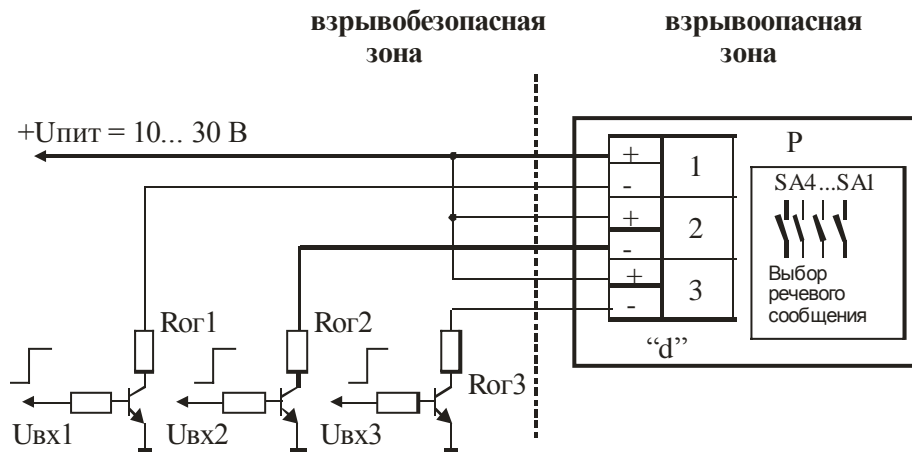 взрывобезопасная
зона
взрывоопасная
зона
+Uпит = 10... 30 В
+
-
1
+
-
2
+
-
3
“d”
Р
SA4...SA1
Выбор
речевого
сообщения
Rог1
Rог2
Rог3
Uвх1
Uвх2
Uвх3